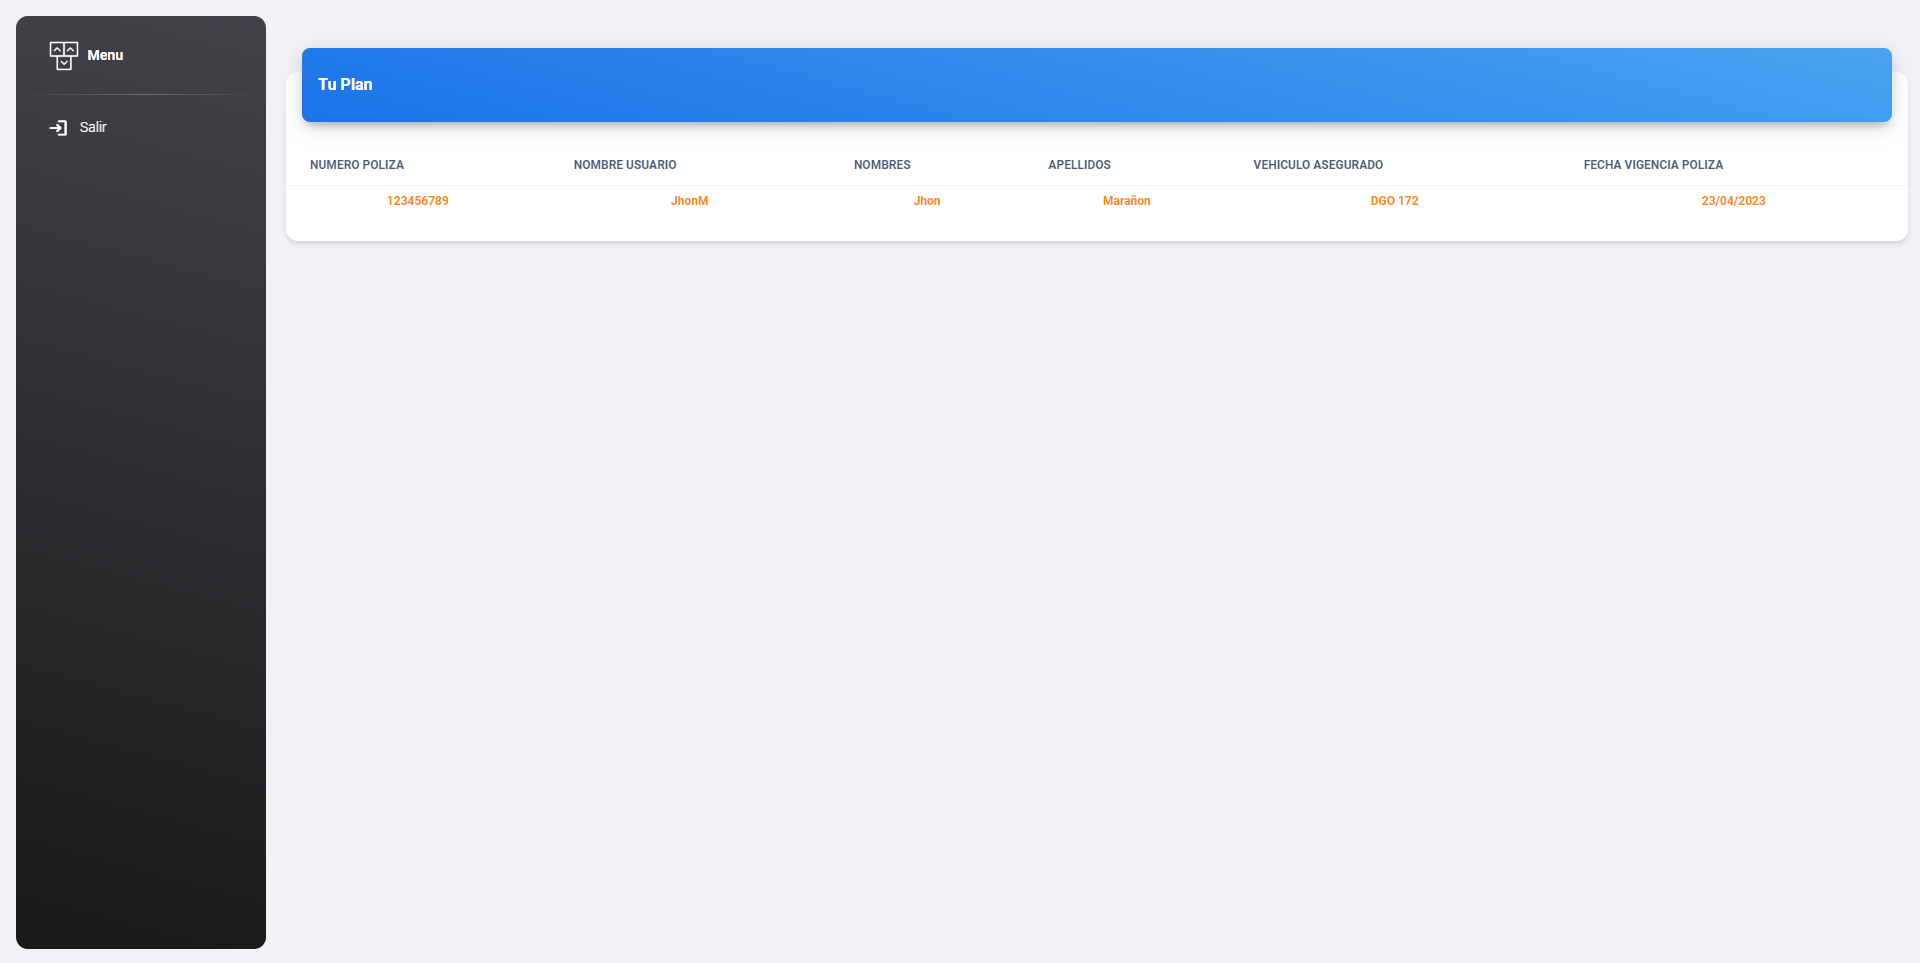 Menu
Salir
Tu Plan
NUMERO POLIZA NOMBRE USUARIO NOMBRES APELLIDOS VEHICULO ASEGURADO FECHA VIGENCIA POLIZA
123456789 JhonM Jhon Marañon DGO 172 23/04/2023